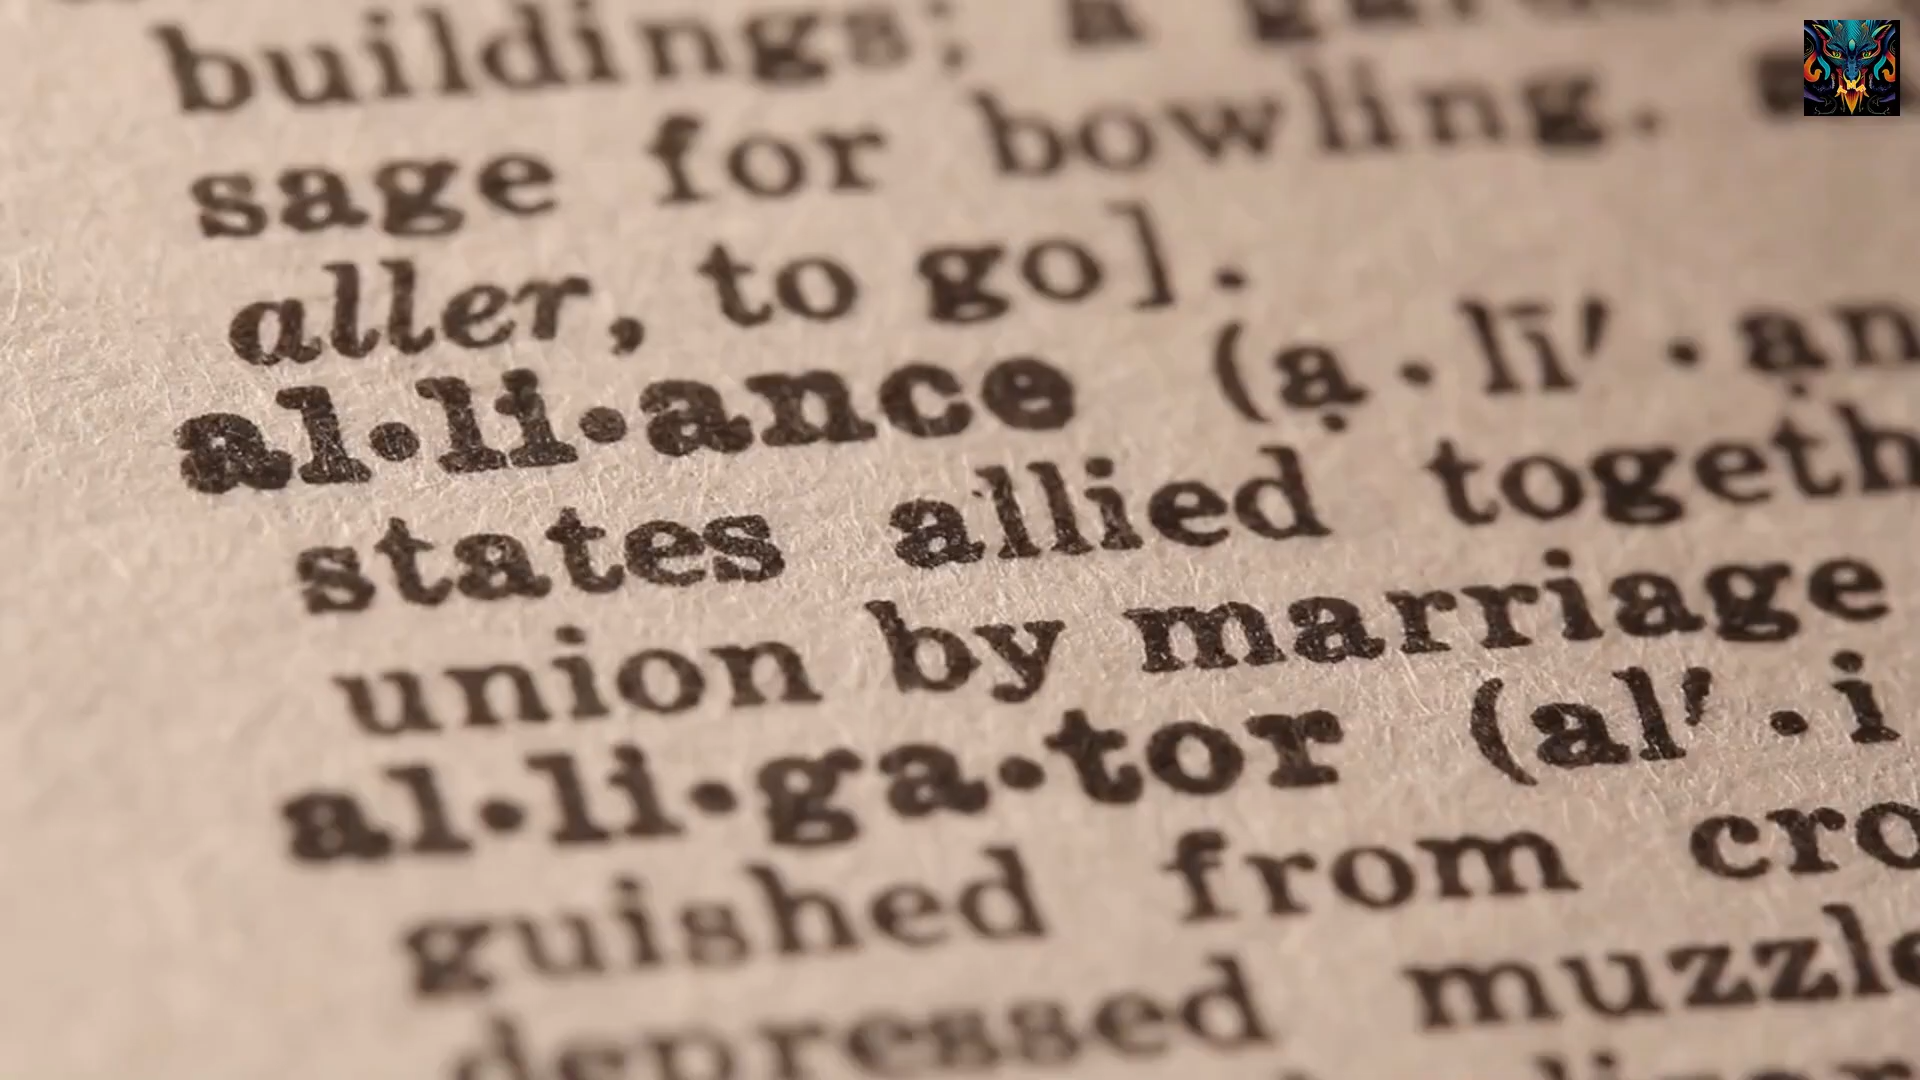 buildings; a
sage for bowling.
aller, to go].
al•li•ance (ạ•lī′•ạn
states allied togeth
union by marriage
al•li•ga•tor (al′•i
guished from cro
depressed muzzle